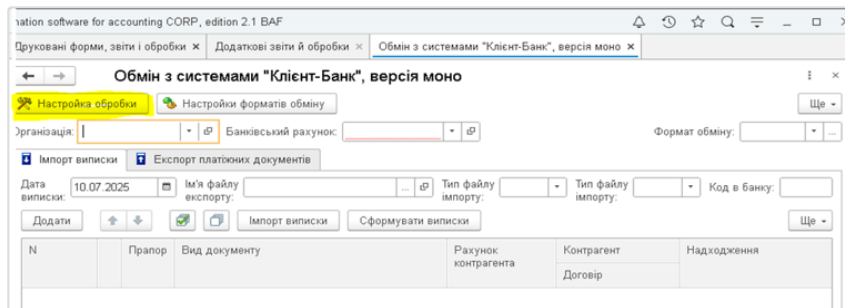 nation software for accounting CORP, edition 2.1 BAF
Друковані форми, звіти і обробки × Додаткові звіти й обробки × Обмін з системами "Клієнт-Банк", версія моно ×
Обмін з системами "Клієнт-Банк", версія моно
Настройка обробки Настройки форматів обміну Ще
Організація: Банківський рахунок: Формат обміну:
Імпорт виписки Експорт платіжних документів
Дата виписки: 10.07.2025 Ім'я файлу експорту: Тип файлу імпорту: Тип файлу імпорту: Код в банку:
Додати Імпорт виписки Сформувати виписки Ще
N Прапор Вид документу Рахунок контрагента Контрагент Надходження
Договір